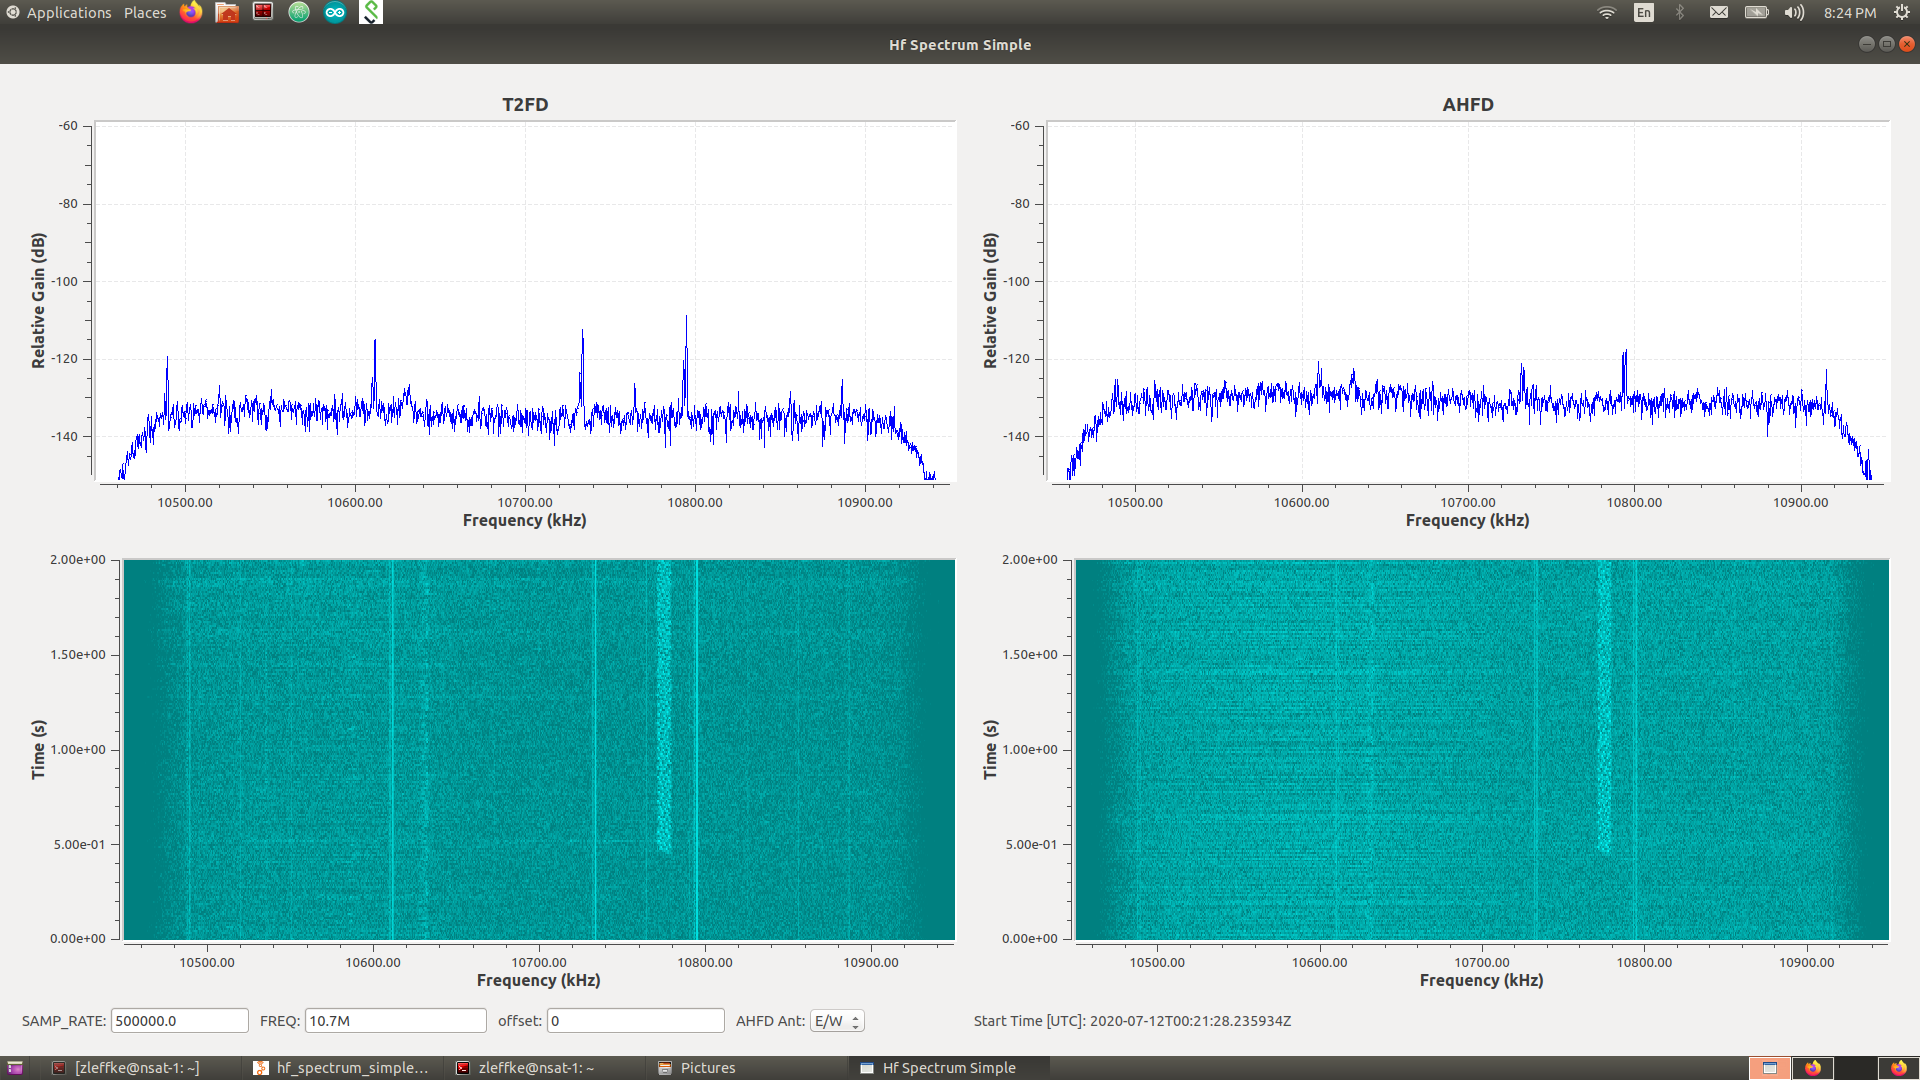 Applications Places En 8:24 PM
Hf Spectrum Simple
T2FD
-60
-80
-100
-120
-140
Relative Gain (dB)
10500.00 10600.00 10700.00 10800.00 10900.00
Frequency (kHz)
AHFD
-60
-80
-100
-120
-140
Relative Gain (dB)
10500.00 10600.00 10700.00 10800.00 10900.00
Frequency (kHz)
2.00e+00
1.50e+00
1.00e+00
5.00e-01
0.00e+00
Time (s)
10500.00 10600.00 10700.00 10800.00 10900.00
Frequency (kHz)
2.00e+00
1.50e+00
1.00e+00
5.00e-01
0.00e+00
Time (s)
10500.00 10600.00 10700.00 10800.00 10900.00
Frequency (kHz)
SAMP_RATE: 500000.0 FREQ: 10.7M offset: 0 AHFD Ant: E/W Start Time [UTC]: 2020-07-12T00:21:28.235934Z
[zleffke@nsat-1: ~] hf_spectrum_simple... zleffke@nsat-1: ~ Pictures Hf Spectrum Simple